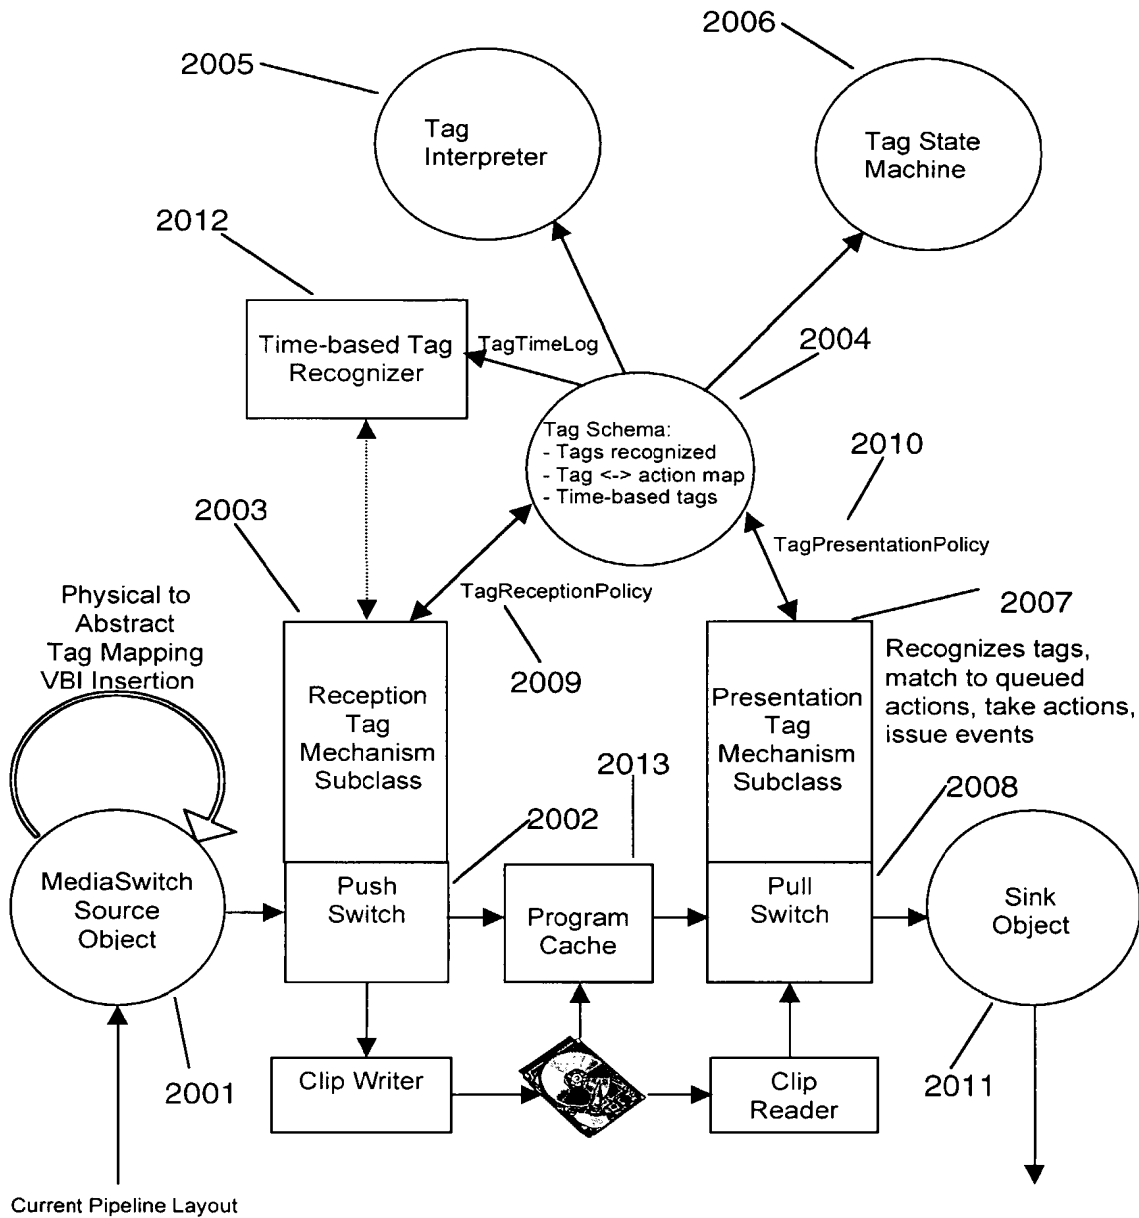 2006
2005
Tag
Interpreter
Tag State
Machine
2012
Time-based Tag
Recognizer
TagTimeLog
2004
Tag Schema:
- Tags recognized
- Tag <-> action map
- Time-based tags
2010
2003
TagPresentationPolicy
TagReceptionPolicy
2009
2007
Physical to
Abstract
Tag Mapping
VBI Insertion
Reception
Tag
Mechanism
Subclass
Presentation
Tag
Mechanism
Subclass
Recognizes tags,
match to queued
actions, take actions,
issue events
2013
2002
2008
MediaSwitch
Source
Object
Push
Switch
Program
Cache
Pull
Switch
Sink
Object
2001
Clip Writer
Clip
Reader
2011
Current Pipeline Layout